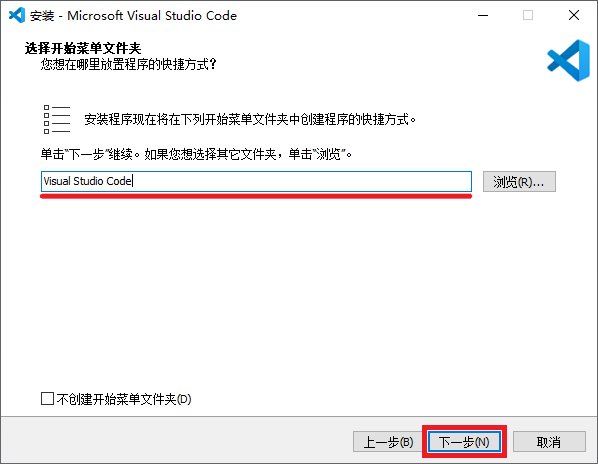 安装 - Microsoft Visual Studio Code
选择开始菜单文件夹
您想在哪里放置程序的快捷方式?
安装程序现在将在下列开始菜单文件夹中创建程序的快捷方式。
单击“下一步”继续。如果您想选择其它文件夹，单击“浏览”。
Visual Studio Code
浏览(R)...
不创建开始菜单文件夹(D)
上一步(B)
下一步(N)
取消